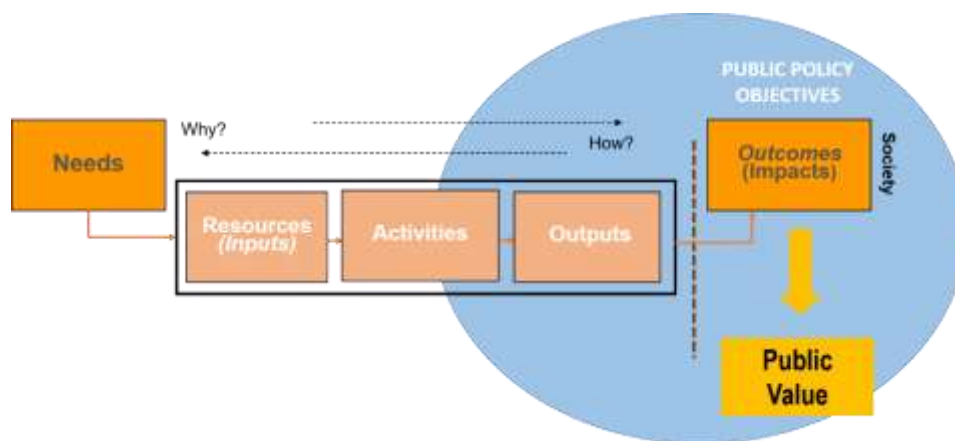 PUBLIC POLICY
OBJECTIVES
Why?
How?
Needs
Outcomes
(Impacts)
Society
Resources
(Inputs)
Activities
Outputs
Public
Value